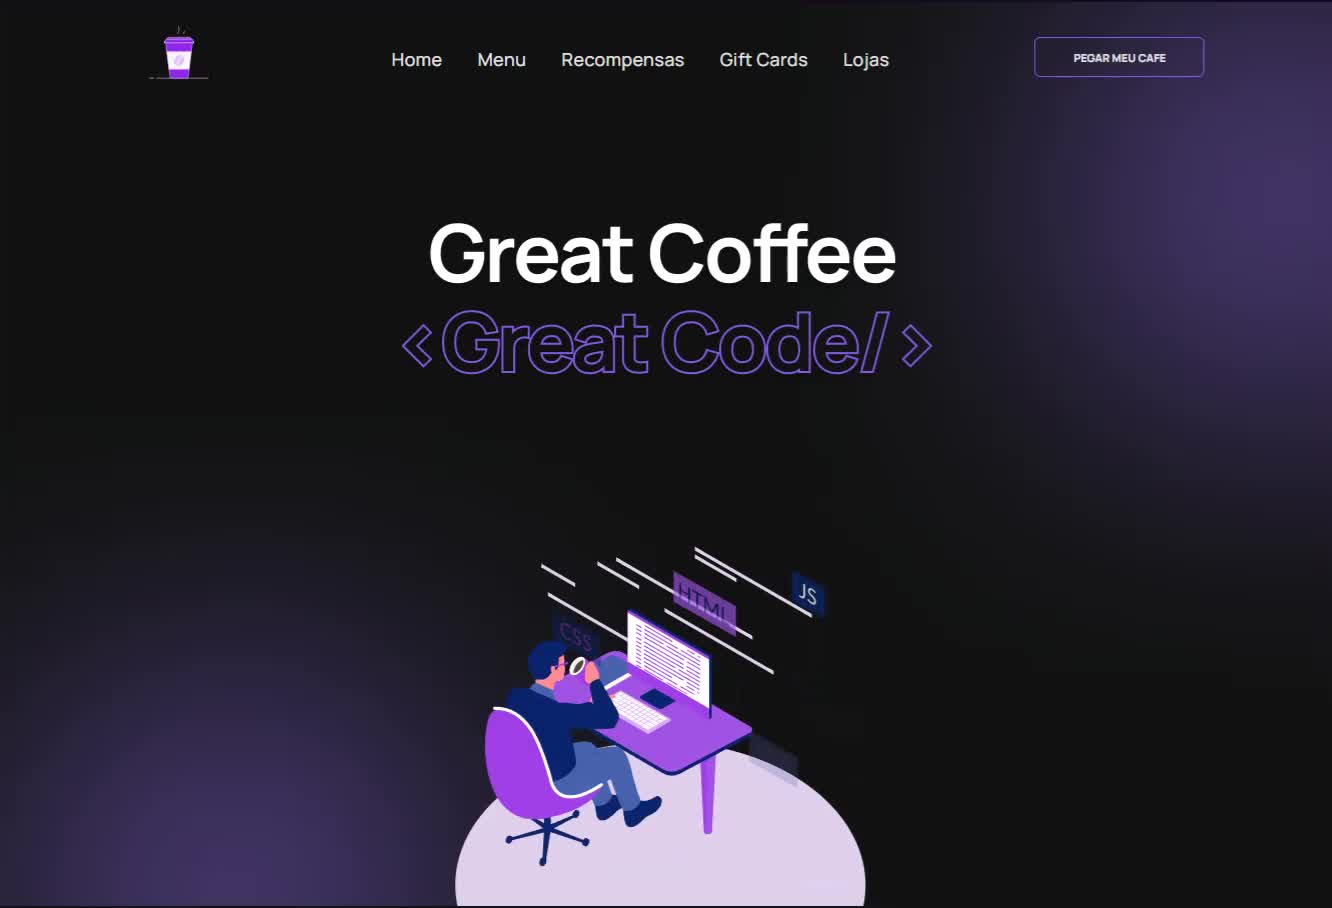 Home Menu Recompensas Gift Cards Lojas PEGAR MEU CAFE
Great Coffee
<Great Code/>
JS
HTML
CSS